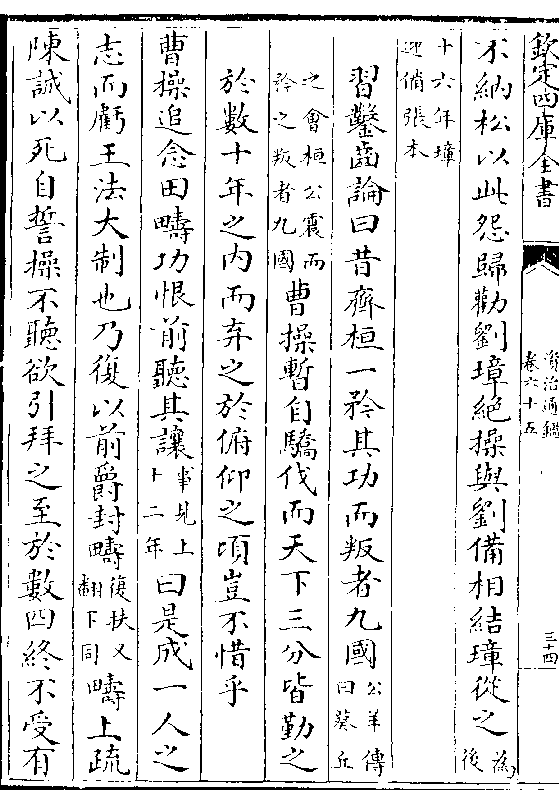 欽定四庫全書
資治通鑑
卷六十五
三十四
不納松以此怨歸勸劉璋絶操與劉備相結璋從之為後
十六年璋迎備張本
習鑿齒論曰昔齊桓一矜其功而叛者九國公羊傳曰葵丘
之會桓公震而矜之叛者九國曹操暫自驕伐而天下三分皆勤之
於數十年之内而弃之於俯仰之頃豈不惜乎
曹操追念田疇功恨前聽其讓事見上十二年曰是成一人之
志而虧王法大制也乃復以前爵封疇復扶又翻下同疇上疏
陳誠以死自誓操不聽欲引拜之至於數四終不受有